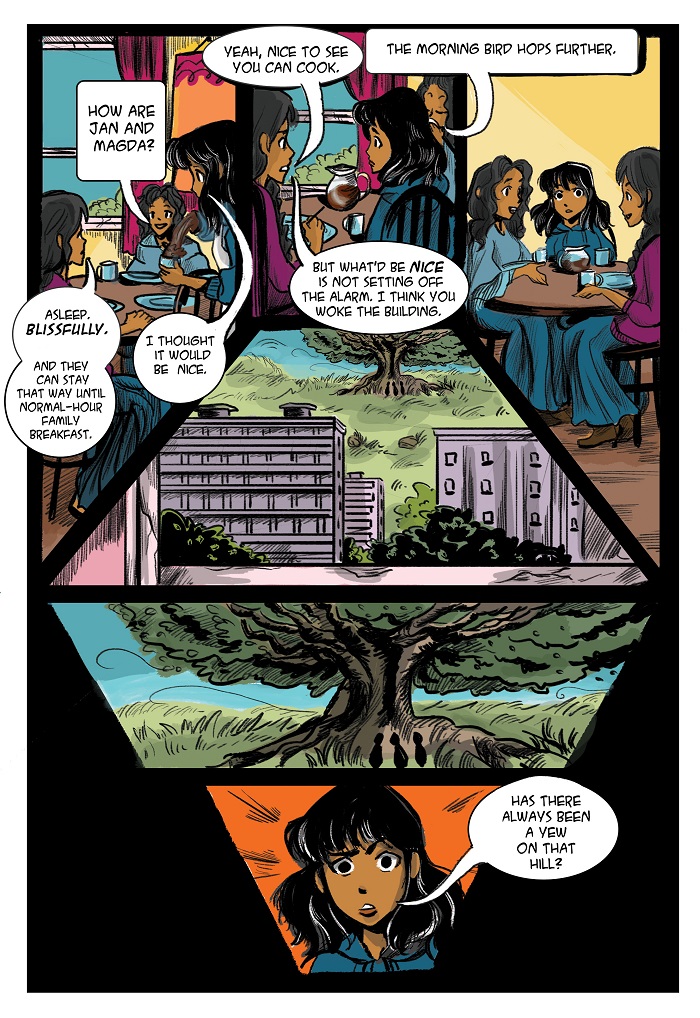 HOW ARE
JAN AND
MAGDA?
ASLEEP.
BLISSFULLY.
AND THEY
CAN STAY
THAT WAY UNTIL
NORMAL-HOUR
FAMILY
BREAKFAST.
I THOUGHT
IT WOULD
BE NICE.
YEAH, NICE TO SEE
YOU CAN COOK.
BUT WHAT'D BE NICE
IS NOT SETTING OFF
THE ALARM. I THINK YOU
WOKE THE BUILDING.
THE MORNING BIRD HOPS FURTHER.
HAS THERE
ALWAYS BEEN
A YEW
ON THAT
HILL?